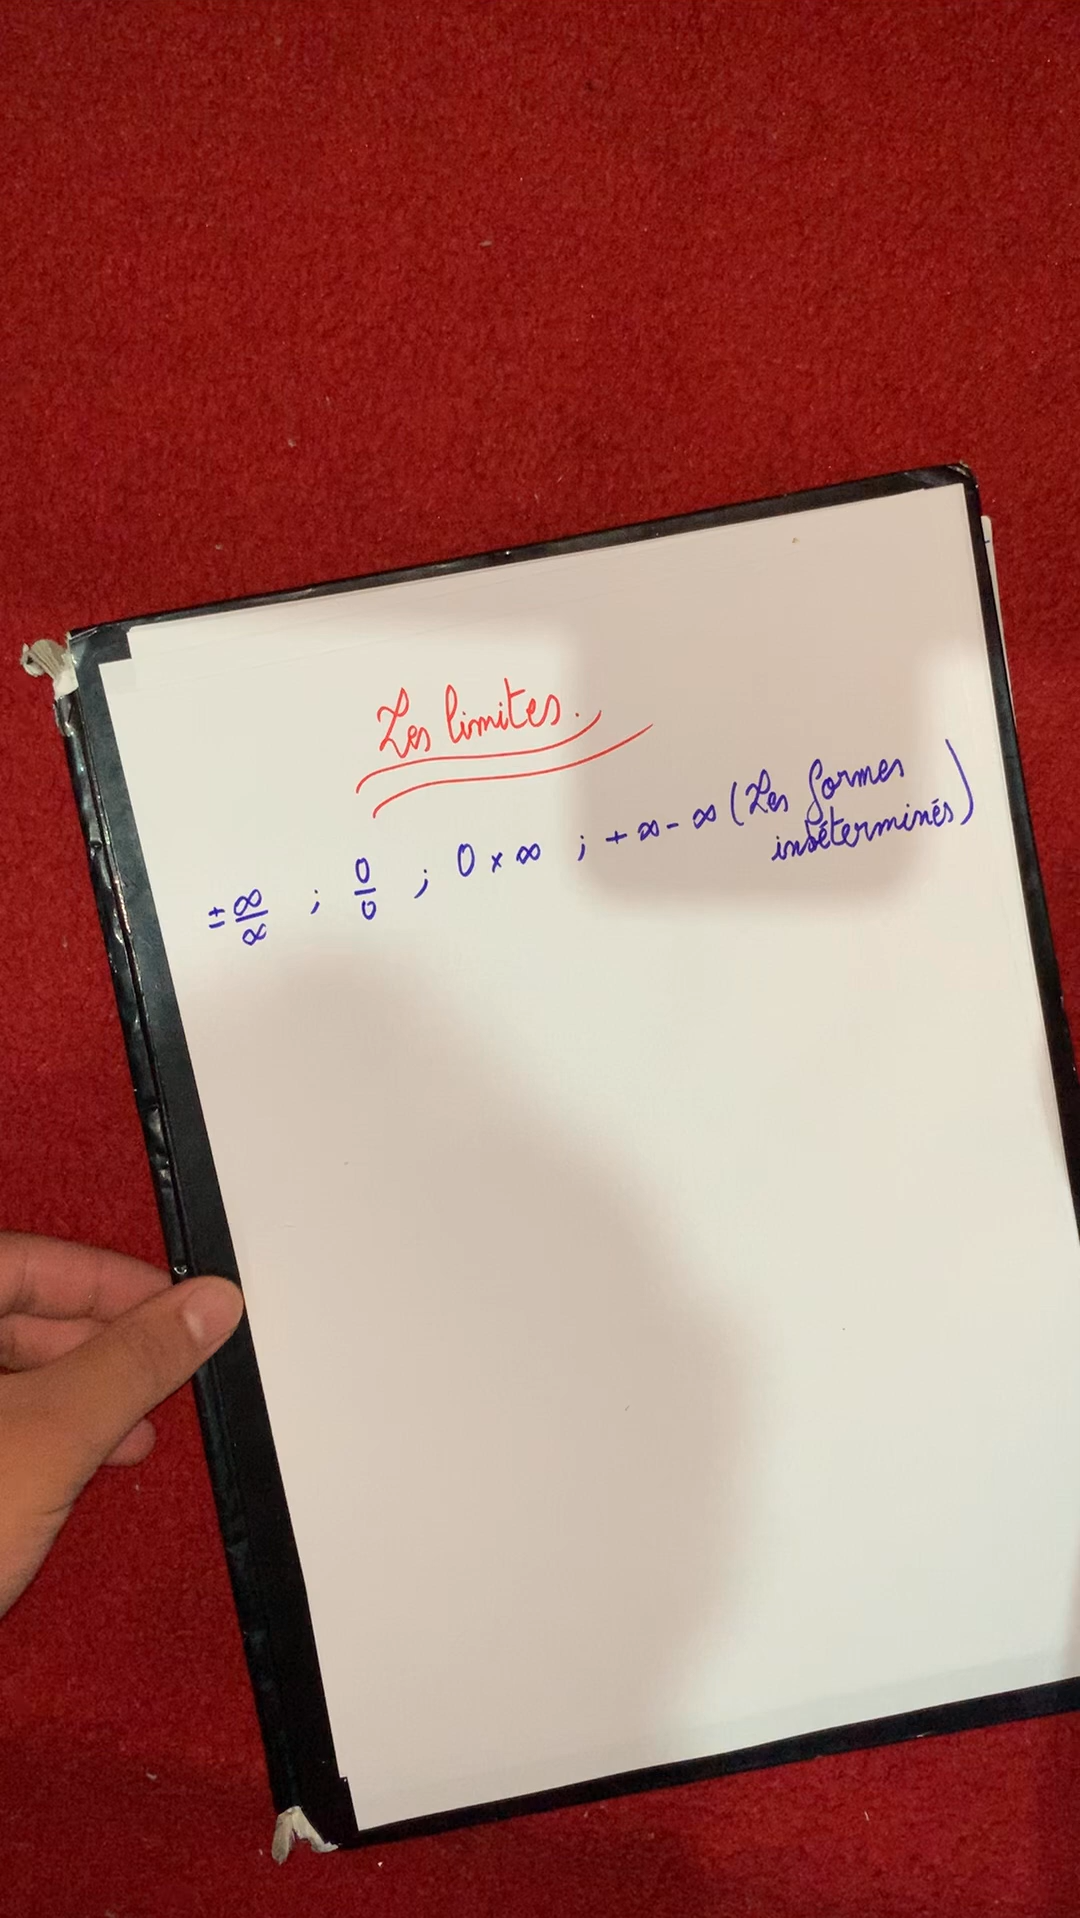 Les limites.
± ∞/∞ ; 0/0 ; 0 × ∞ ; + ∞ - ∞ (Les formes
indéterminés)